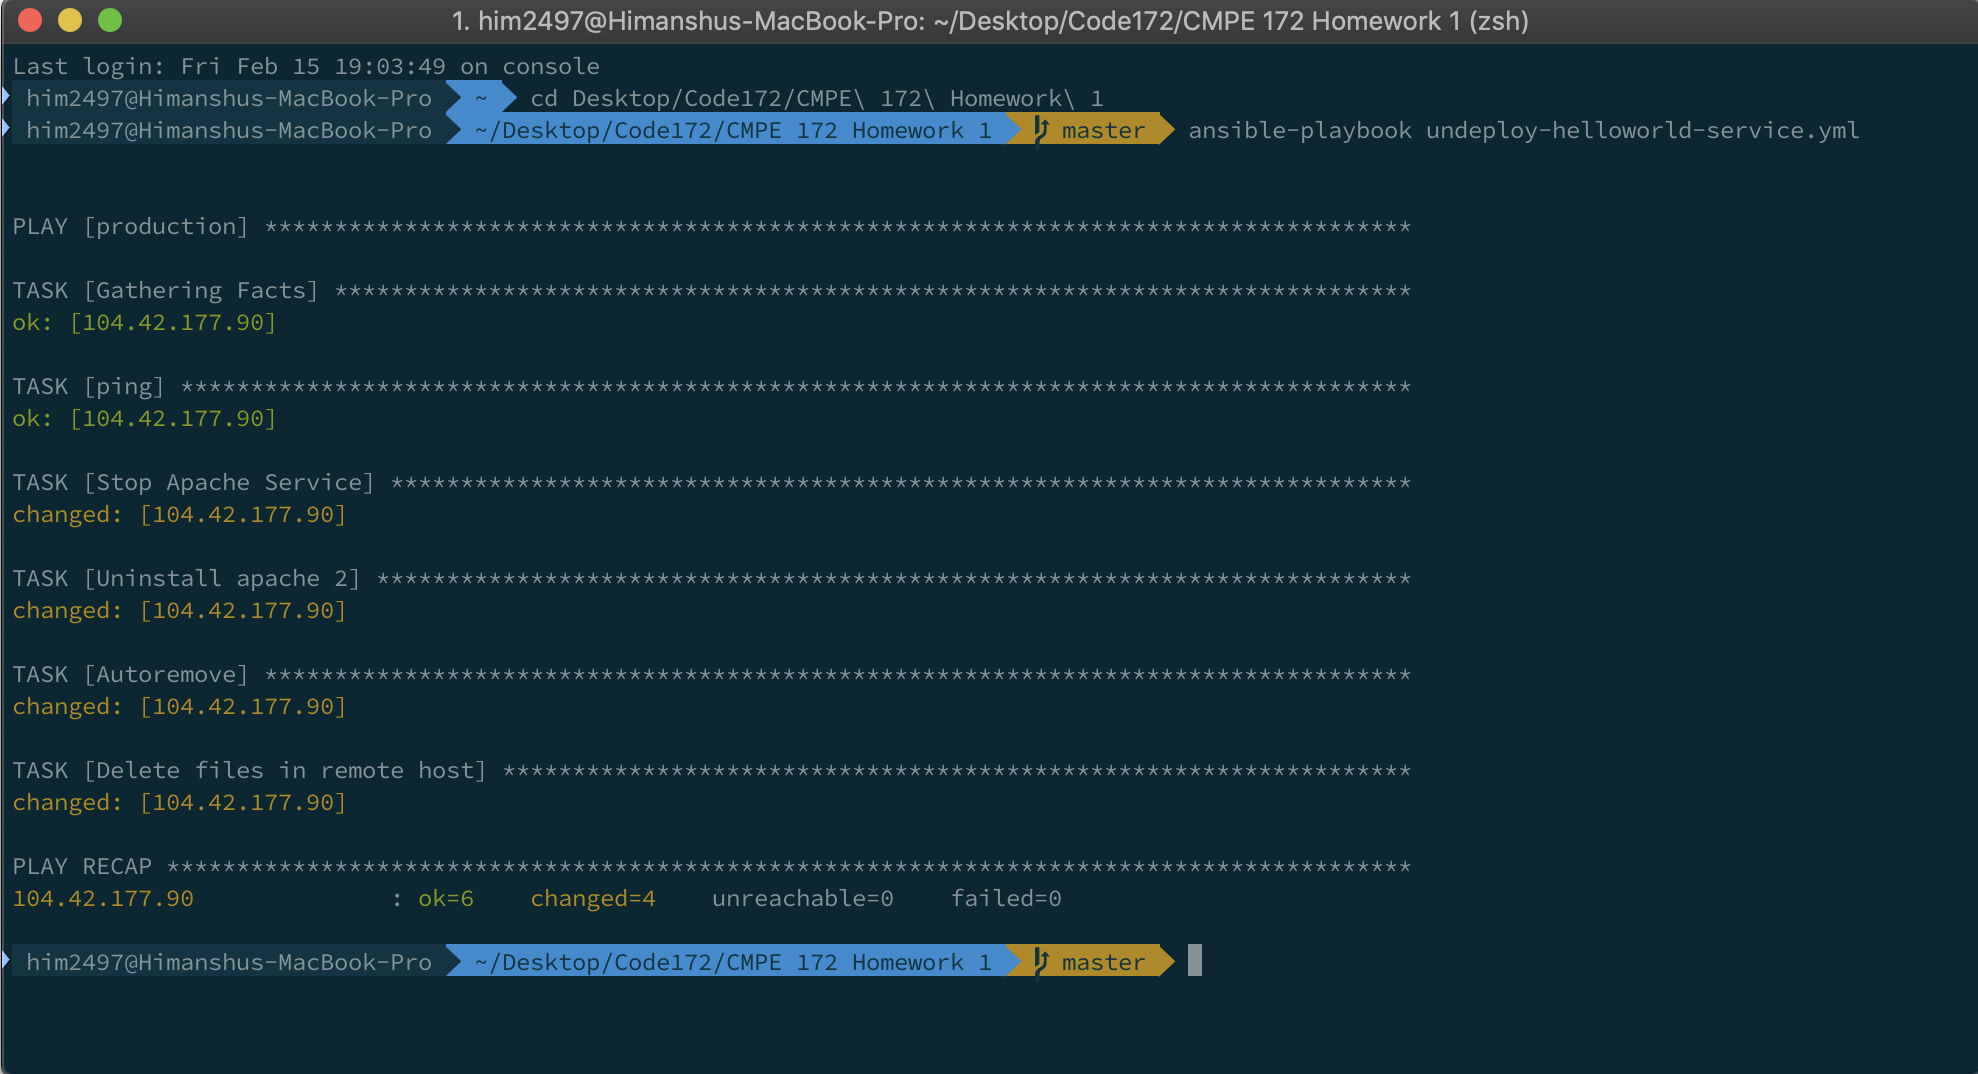 1. him2497@Himanshus-MacBook-Pro: ~/Desktop/Code172/CMPE 172 Homework 1 (zsh)
Last login: Fri Feb 15 19:03:49 on console
him2497@Himanshus-MacBook-Pro ~ cd Desktop/Code172/CMPE\ 172\ Homework\ 1
him2497@Himanshus-MacBook-Pro ~/Desktop/Code172/CMPE 172 Homework 1 master ansible-playbook undeploy-helloworld-service.yml
PLAY [production] **********************************************************************************
TASK [Gathering Facts] *****************************************************************************
ok: [104.42.177.90]
TASK [ping] ****************************************************************************************
ok: [104.42.177.90]
TASK [Stop Apache Service] *************************************************************************
changed: [104.42.177.90]
TASK [Uninstall apache 2] **************************************************************************
changed: [104.42.177.90]
TASK [Autoremove] **********************************************************************************
changed: [104.42.177.90]
TASK [Delete files in remote host] *****************************************************************
changed: [104.42.177.90]
PLAY RECAP *****************************************************************************************
104.42.177.90              : ok=6    changed=4    unreachable=0    failed=0
him2497@Himanshus-MacBook-Pro ~/Desktop/Code172/CMPE 172 Homework 1 master